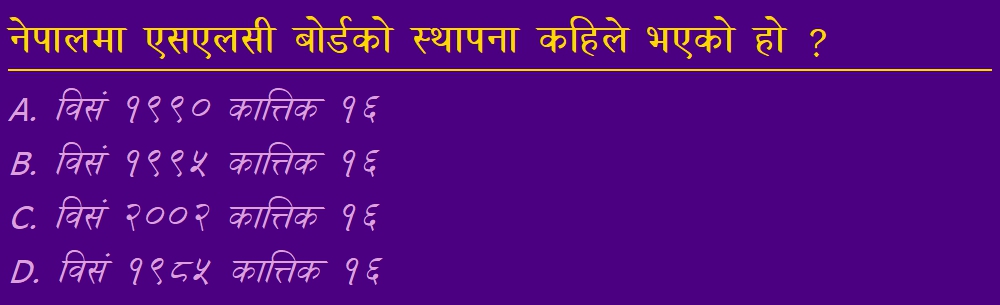 नेपालमा एसएलसी बोर्डको स्थापना कहिले भएको हो ?
A. विसं १९९० कात्तिक १६
B. विसं १९९५ कात्तिक १६
C. विसं २००२ कात्तिक १६
D. विसं १९८५ कात्तिक १६